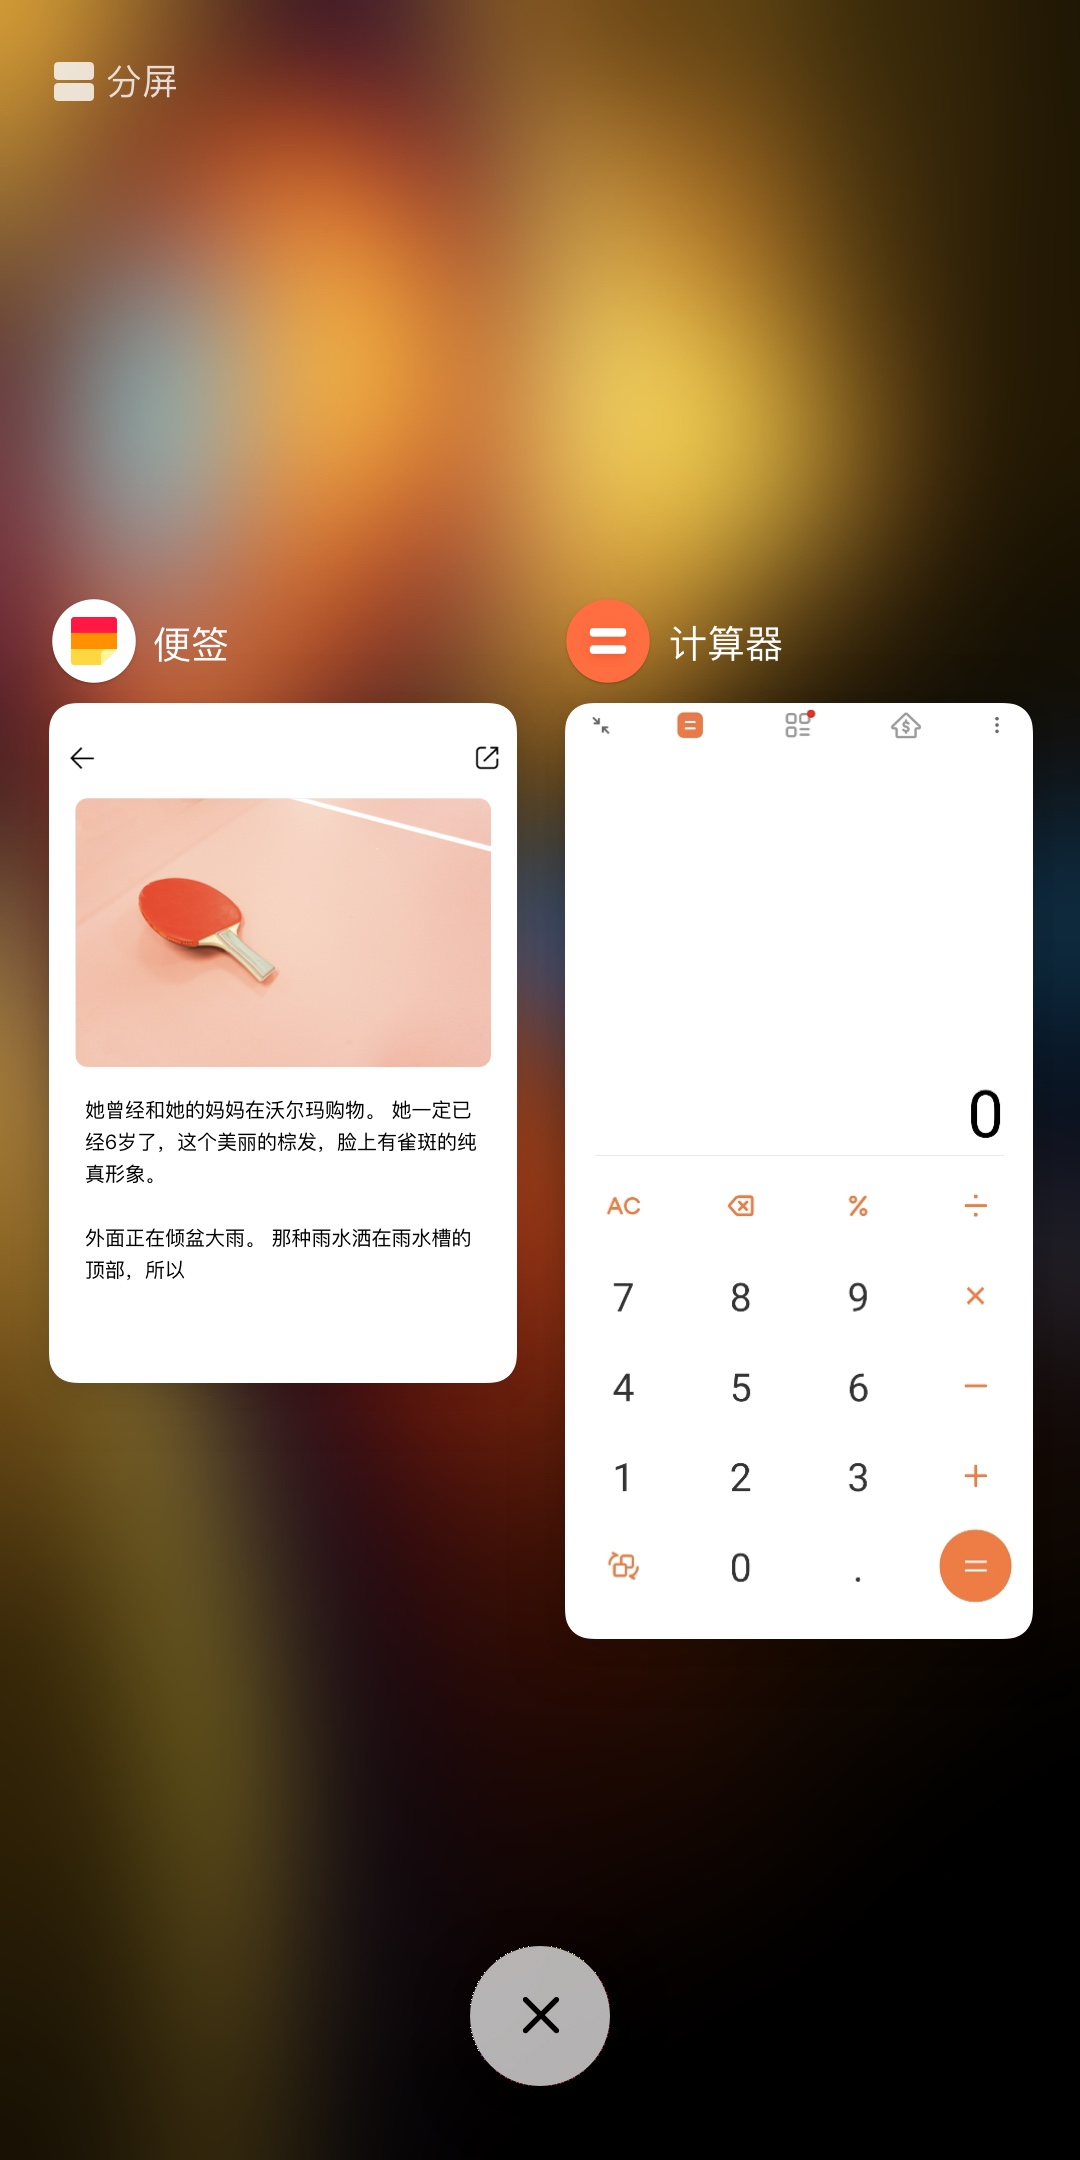 分屏
便签
计算器
她曾经和她的妈妈在沃尔玛购物。 她一定已
经6岁了，这个美丽的棕发，脸上有雀斑的纯
真形象。
外面正在倾盆大雨。 那种雨水洒在雨水槽的
顶部，所以
0
AC % ÷
7 8 9 ×
4 5 6 −
1 2 3 +
0 . =